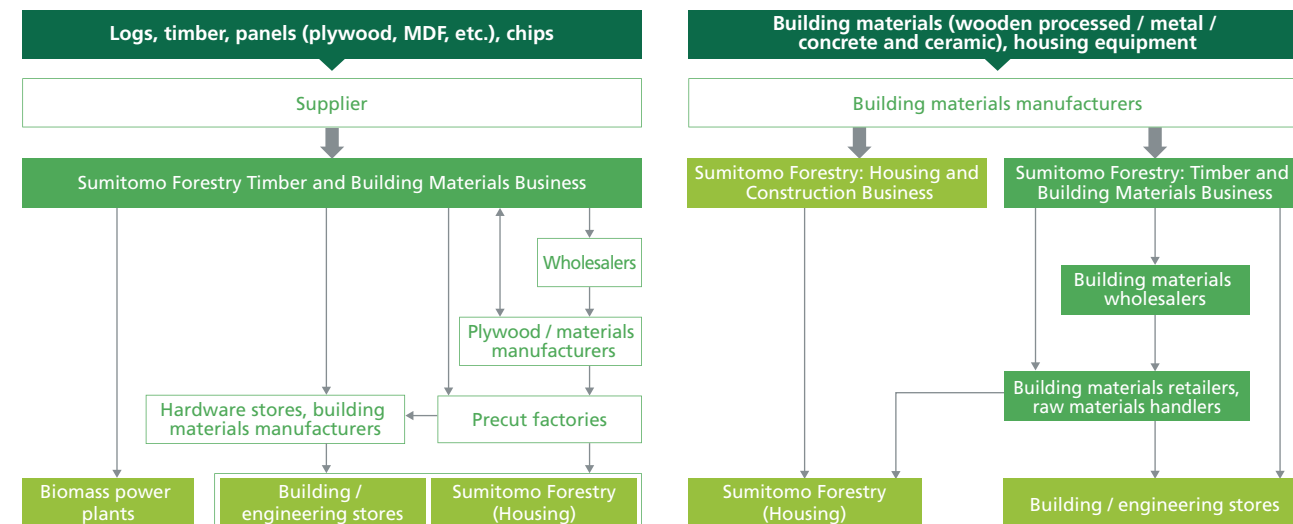 Logs, timber, panels (plywood, MDF, etc.), chips
Supplier
Sumitomo Forestry Timber and Building Materials Business
Wholesalers
Plywood / materials
manufacturers
Hardware stores, building
materials manufacturers
Precut factories
Biomass power
plants
Building /
engineering stores
Sumitomo Forestry
(Housing)
Building materials (wooden processed / metal /
concrete and ceramic), housing equipment
Building materials manufacturers
Sumitomo Forestry: Housing and
Construction Business
Sumitomo Forestry: Timber and
Building Materials Business
Building materials
wholesalers
Building materials retailers,
raw materials handlers
Sumitomo Forestry
(Housing)
Building / engineering stores